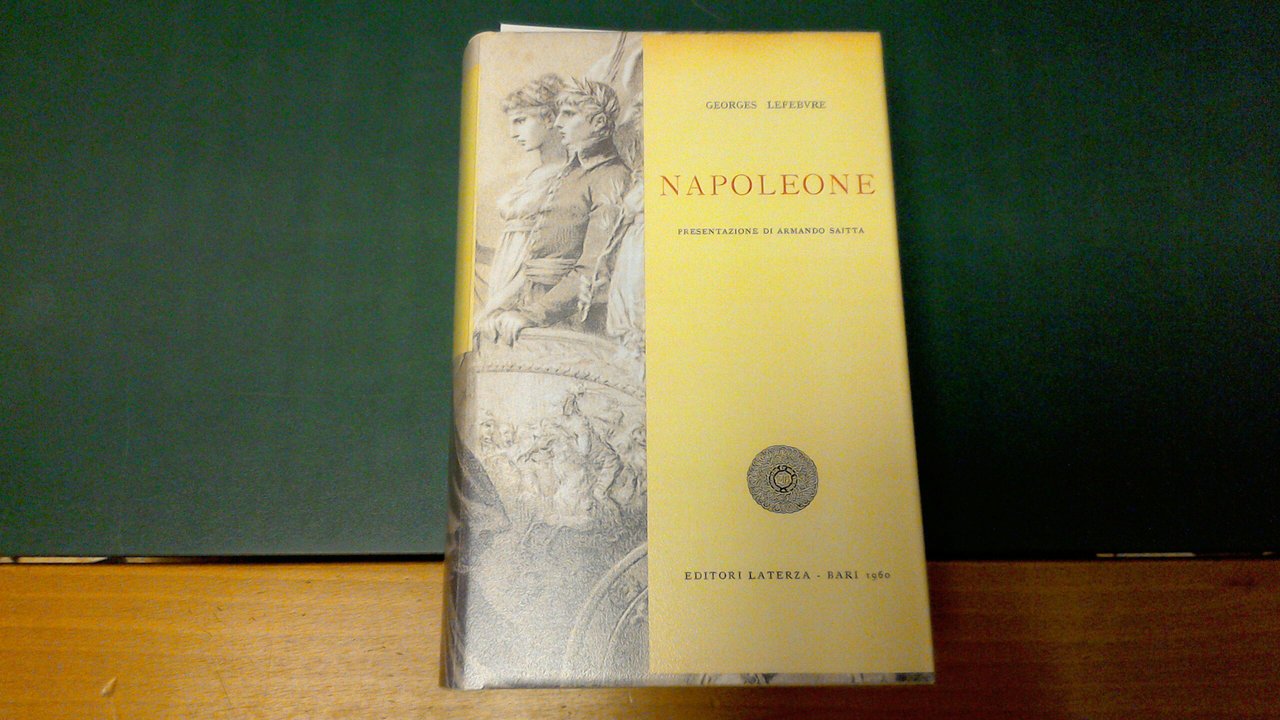 GEORGES LEFEBVRE
NAPOLEONE
PRESENTAZIONE DI ARMANDO SAITTA
EDITORI LATERZA - BARI 1960